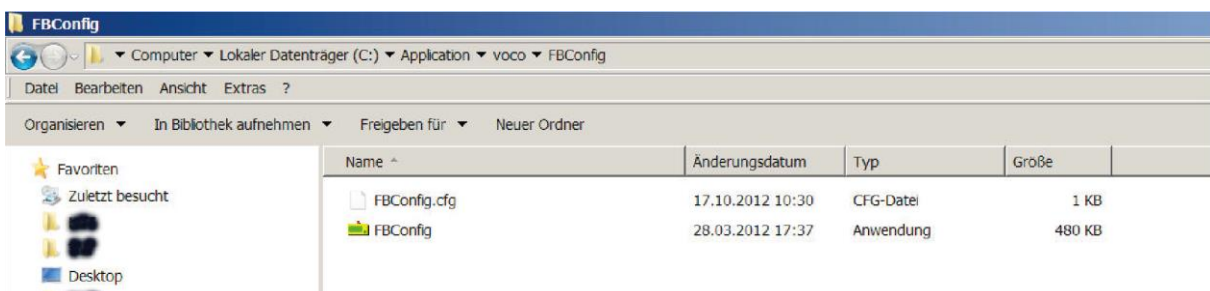 FBConfig
Computer Lokaler Datenträger (C:) Application voco FBConfig
Datei Bearbeiten Ansicht Extras ?
Organisieren In Bibliothek aufnehmen Freigeben für Neuer Ordner
Favoriten
Zuletzt besucht
Desktop
Name Änderungsdatum Typ Größe
FBConfig.cfg 17.10.2012 10:30 CFG-Datei 1 KB
FBConfig 28.03.2012 17:37 Anwendung 480 KB